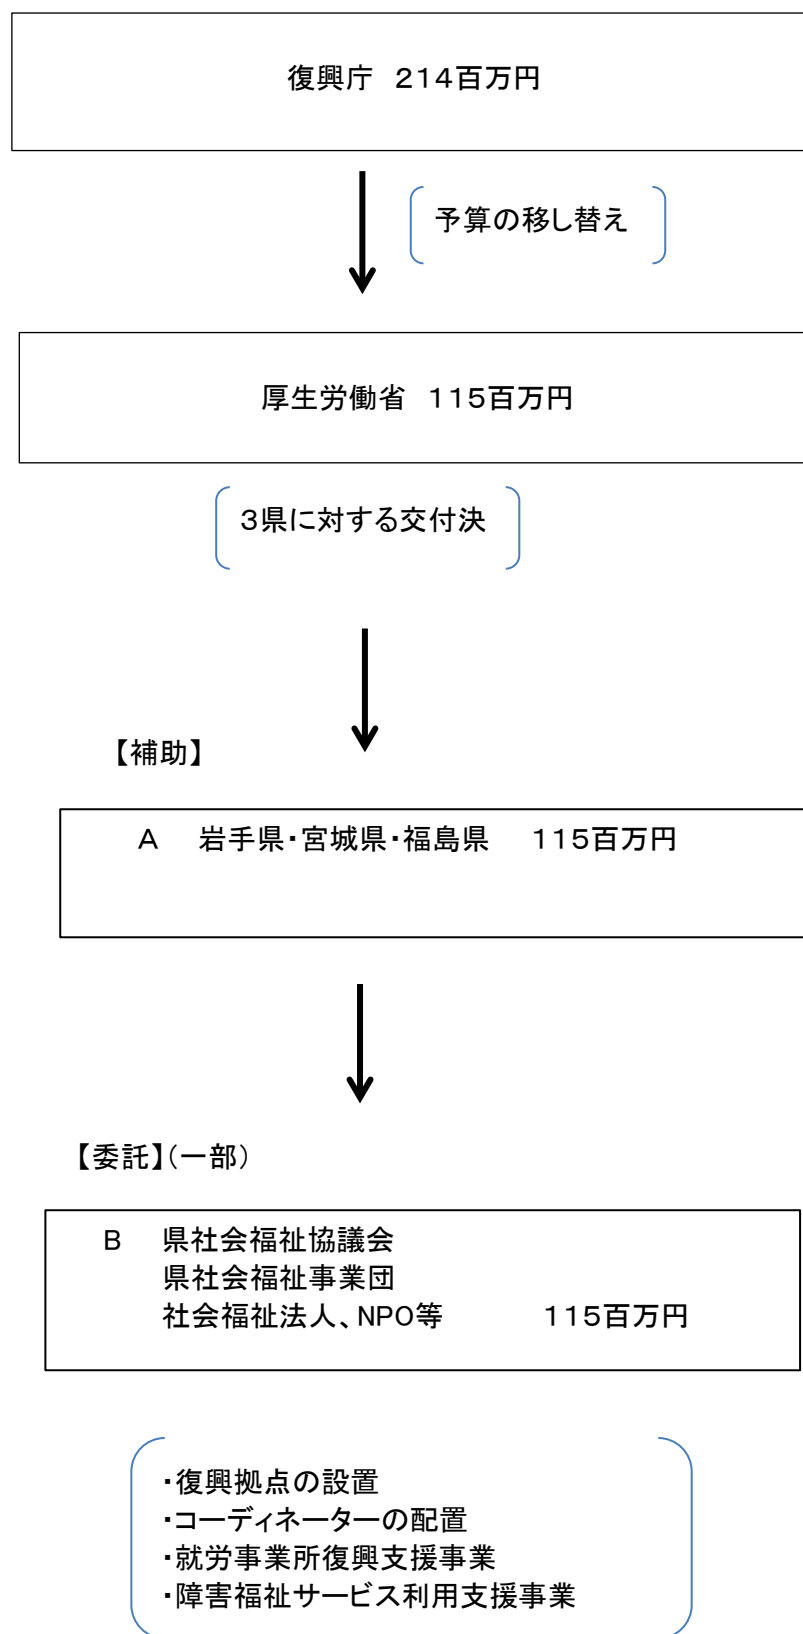 復興庁　２１４百万円
予算の移し替え
厚生労働省　１１５百万円
３県に対する交付決
【補助】
A　岩手県・宮城県・福島県　１１５百万円
【委託】（一部）
B　県社会福祉協議会
県社会福祉事業団
社会福祉法人、NPO等　１１５百万円
・復興拠点の設置
・コーディネーターの配置
・就労事業所復興支援事業
・障害福祉サービス利用支援事業